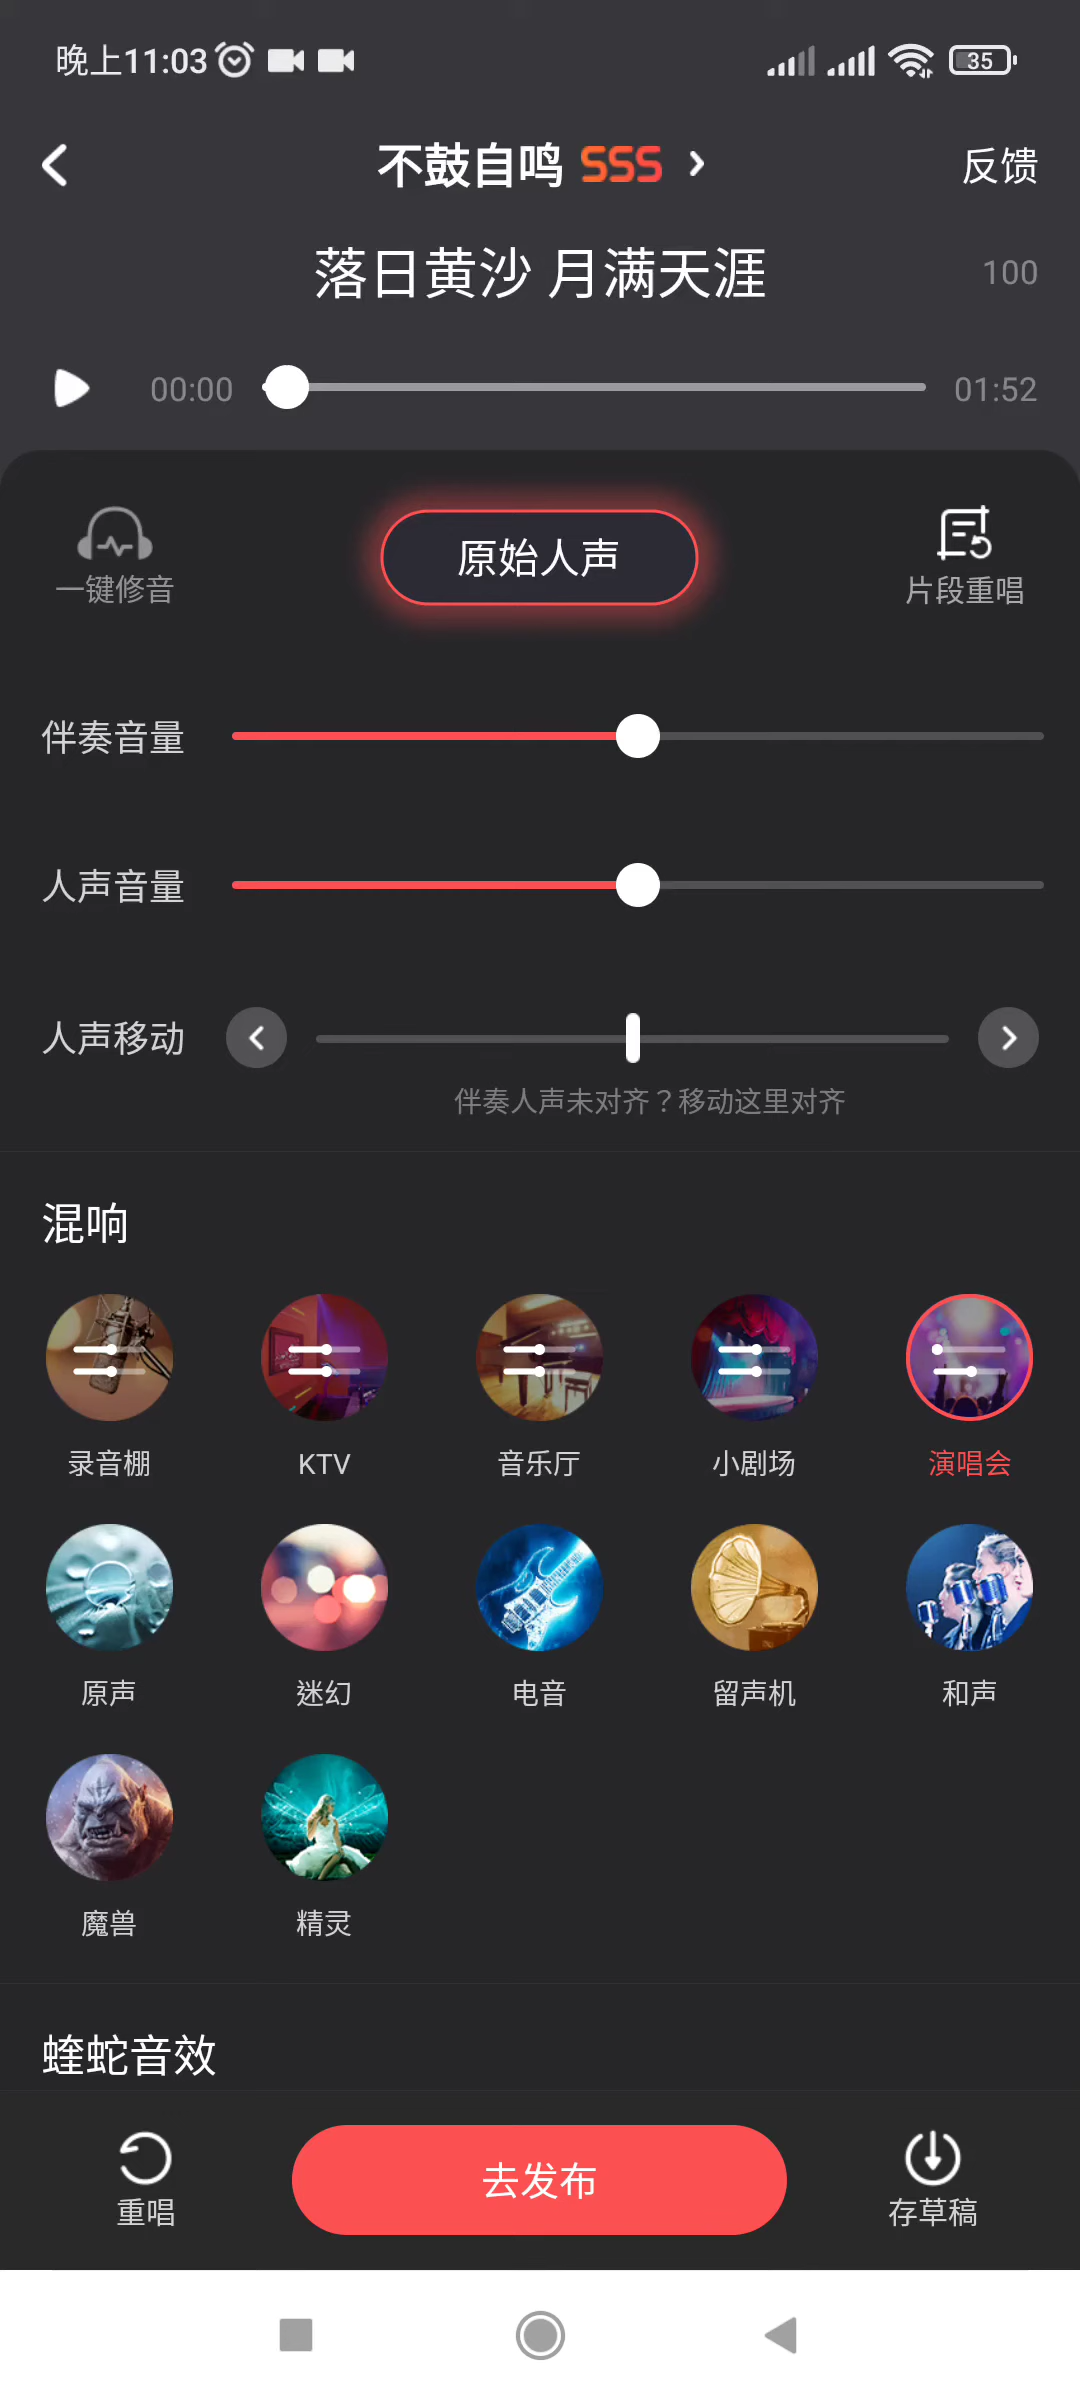 晚上11:03 35
不鼓自鸣 SSS 反馈
落日黄沙 月满天涯 100
00:00 01:52
一键修音 原始人声 片段重唱
伴奏音量
人声音量
人声移动
伴奏人声未对齐？移动这里对齐
混响
录音棚 KTV 音乐厅 小剧场 演唱会
原声 迷幻 电音 留声机 和声
魔兽 精灵
蝰蛇音效
重唱 去发布 存草稿